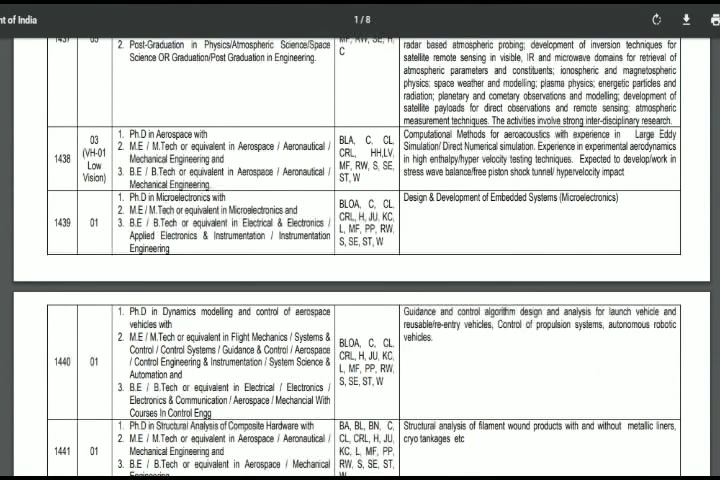 nt of India
1 / 8
1437 03
2. Post-Graduation in Physics/Atmospheric Science/Space
Science OR Graduation/Post Graduation in Engineering.
MF, RW, SE, H,
C
radar based atmospheric probing; development of inversion techniques for
satellite remote sensing in visible, IR and microwave domains for retrieval of
atmospheric parameters and constituents; ionospheric and magnetospheric
physics; space weather and modelling; plasma physics; energetic particles and
radiation; planetary and cometary observations and modelling; development of
satellite payloads for direct observations and remote sensing; atmospheric
measurement techniques. The activities involve strong inter-disciplinary research.
1438
03
(VH-01
Low
Vision)
1. Ph.D in Aerospace with
2. M.E / M.Tech or equivalent in Aerospace / Aeronautical /
Mechanical Engineering and
3. B.E / B.Tech or equivalent in Aerospace / Aeronautical /
Mechanical Engineering.
BLA, C, CL,
CRL, HH,LV,
MF, RW, S, SE,
ST, W
Computational Methods for aeroacoustics with experience in Large Eddy
Simulation/ Direct Numerical simulation. Experience in experimental aerodynamics
in high enthalpy/hyper velocity testing techniques. Expected to develop/work in
stress wave balance/free piston shock tunnel/ hypervelocity impact
1439
01
1. Ph.D in Microelectronics with
2. M.E / M.Tech or equivalent in Microelectronics and
3. B.E / B.Tech or equivalent in Electrical & Electronics /
Applied Electronics & Instrumentation / Instrumentation
Engineering
BLOA, C, CL,
CRL, H, JU, KC,
L, MF, PP, RW,
S, SE, ST, W
Design & Development of Embedded Systems (Microelectronics)
1440
01
1. Ph.D in Dynamics modelling and control of aerospace
vehicles with
2. M.E / M.Tech or equivalent in Flight Mechanics / Systems &
Control / Control Systems / Guidance & Control / Aerospace
/ Control Engineering & Instrumentation / System Science &
Automation and
3. B.E / B.Tech or equivalent in Electrical / Electronics /
Electronics & Communication / Aerospace / Mechancial With
Courses In Control Engg
BLOA, C, CL,
CRL, H, JU, KC,
L, MF, PP, RW,
S, SE, ST, W
Guidance and control algorithm design and analysis for launch vehicle and
reusable/re-entry vehicles, Control of propulsion systems, autonomous robotic
vehicles.
1441
01
1. Ph.D in Structural Analysis of Composite Hardware with
2. M.E / M.Tech or equivalent in Aerospace / Aeronautical /
Mechanical Engineering and
3. B.E / B.Tech or equivalent in Aerospace / Mechanical
Engineering
BA, BL, BN, C,
CL, CRL, H, JU,
KC, L, MF, PP,
RW, S, SE, ST,
W
Structural analysis of filament wound products with and without metallic liners,
cryo tankages etc